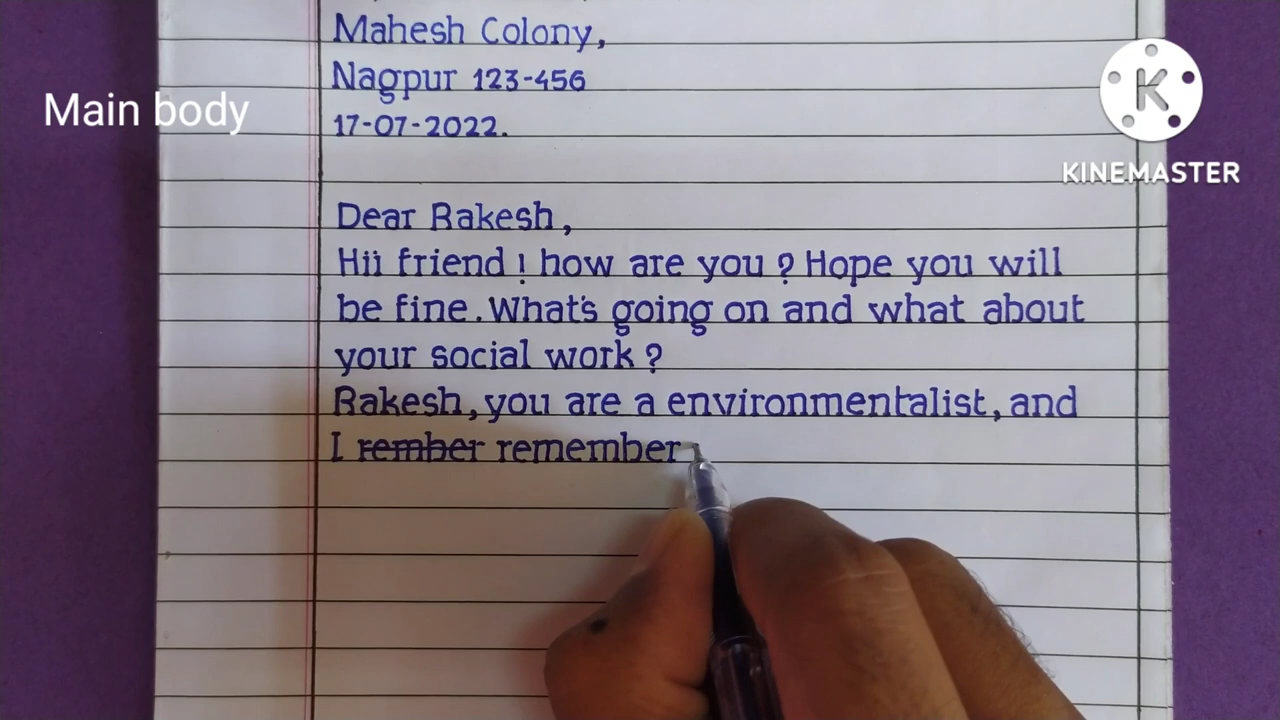 Mahesh Colony,
Nagpur 123-456
Main body
17-07-2022.
KINEMASTER
Dear Rakesh,
Hii friend! how are you? Hope you will
be fine. What's going on and what about
your social work?
Rakesh, you are a environmentalist, and
I rember remember